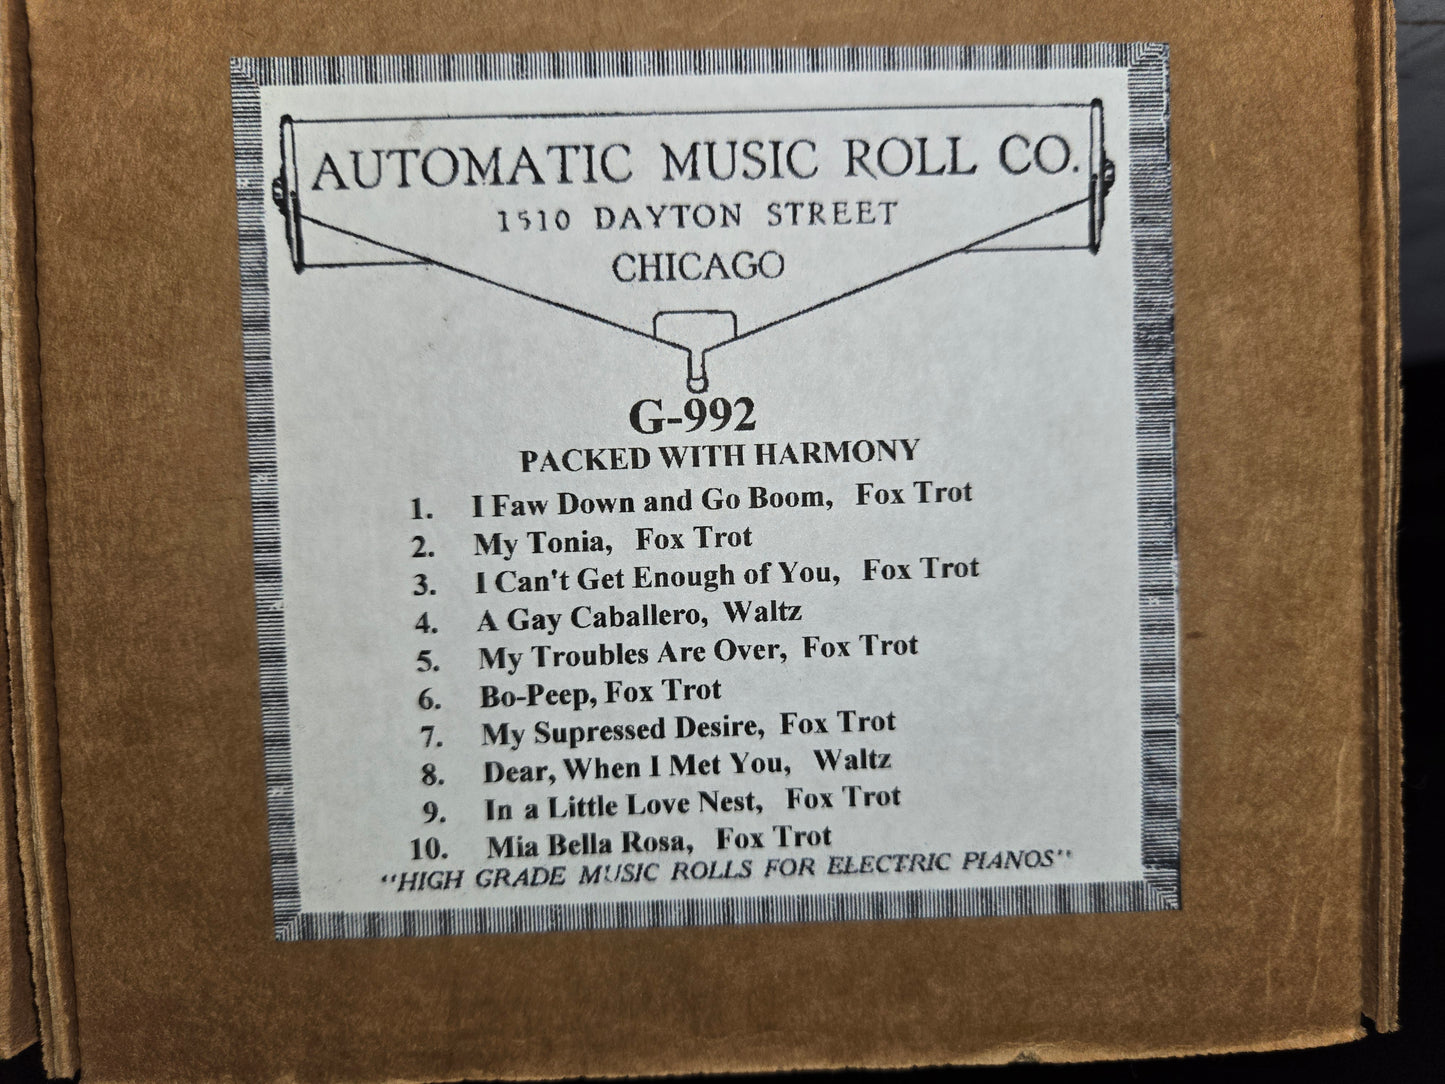 AUTOMATIC MUSIC ROLL CO.
1510 DAYTON STREET
CHICAGO
G-992
PACKED WITH HARMONY
1. I Faw Down and Go Boom, Fox Trot
2. My Tonia, Fox Trot
3. I Can't Get Enough of You, Fox Trot
4. A Gay Caballero, Waltz
5. My Troubles Are Over, Fox Trot
6. Bo-Peep, Fox Trot
7. My Supressed Desire, Fox Trot
8. Dear, When I Met You, Waltz
9. In a Little Love Nest, Fox Trot
10. Mia Bella Rosa, Fox Trot
"HIGH GRADE MUSIC ROLLS FOR ELECTRIC PIANOS"